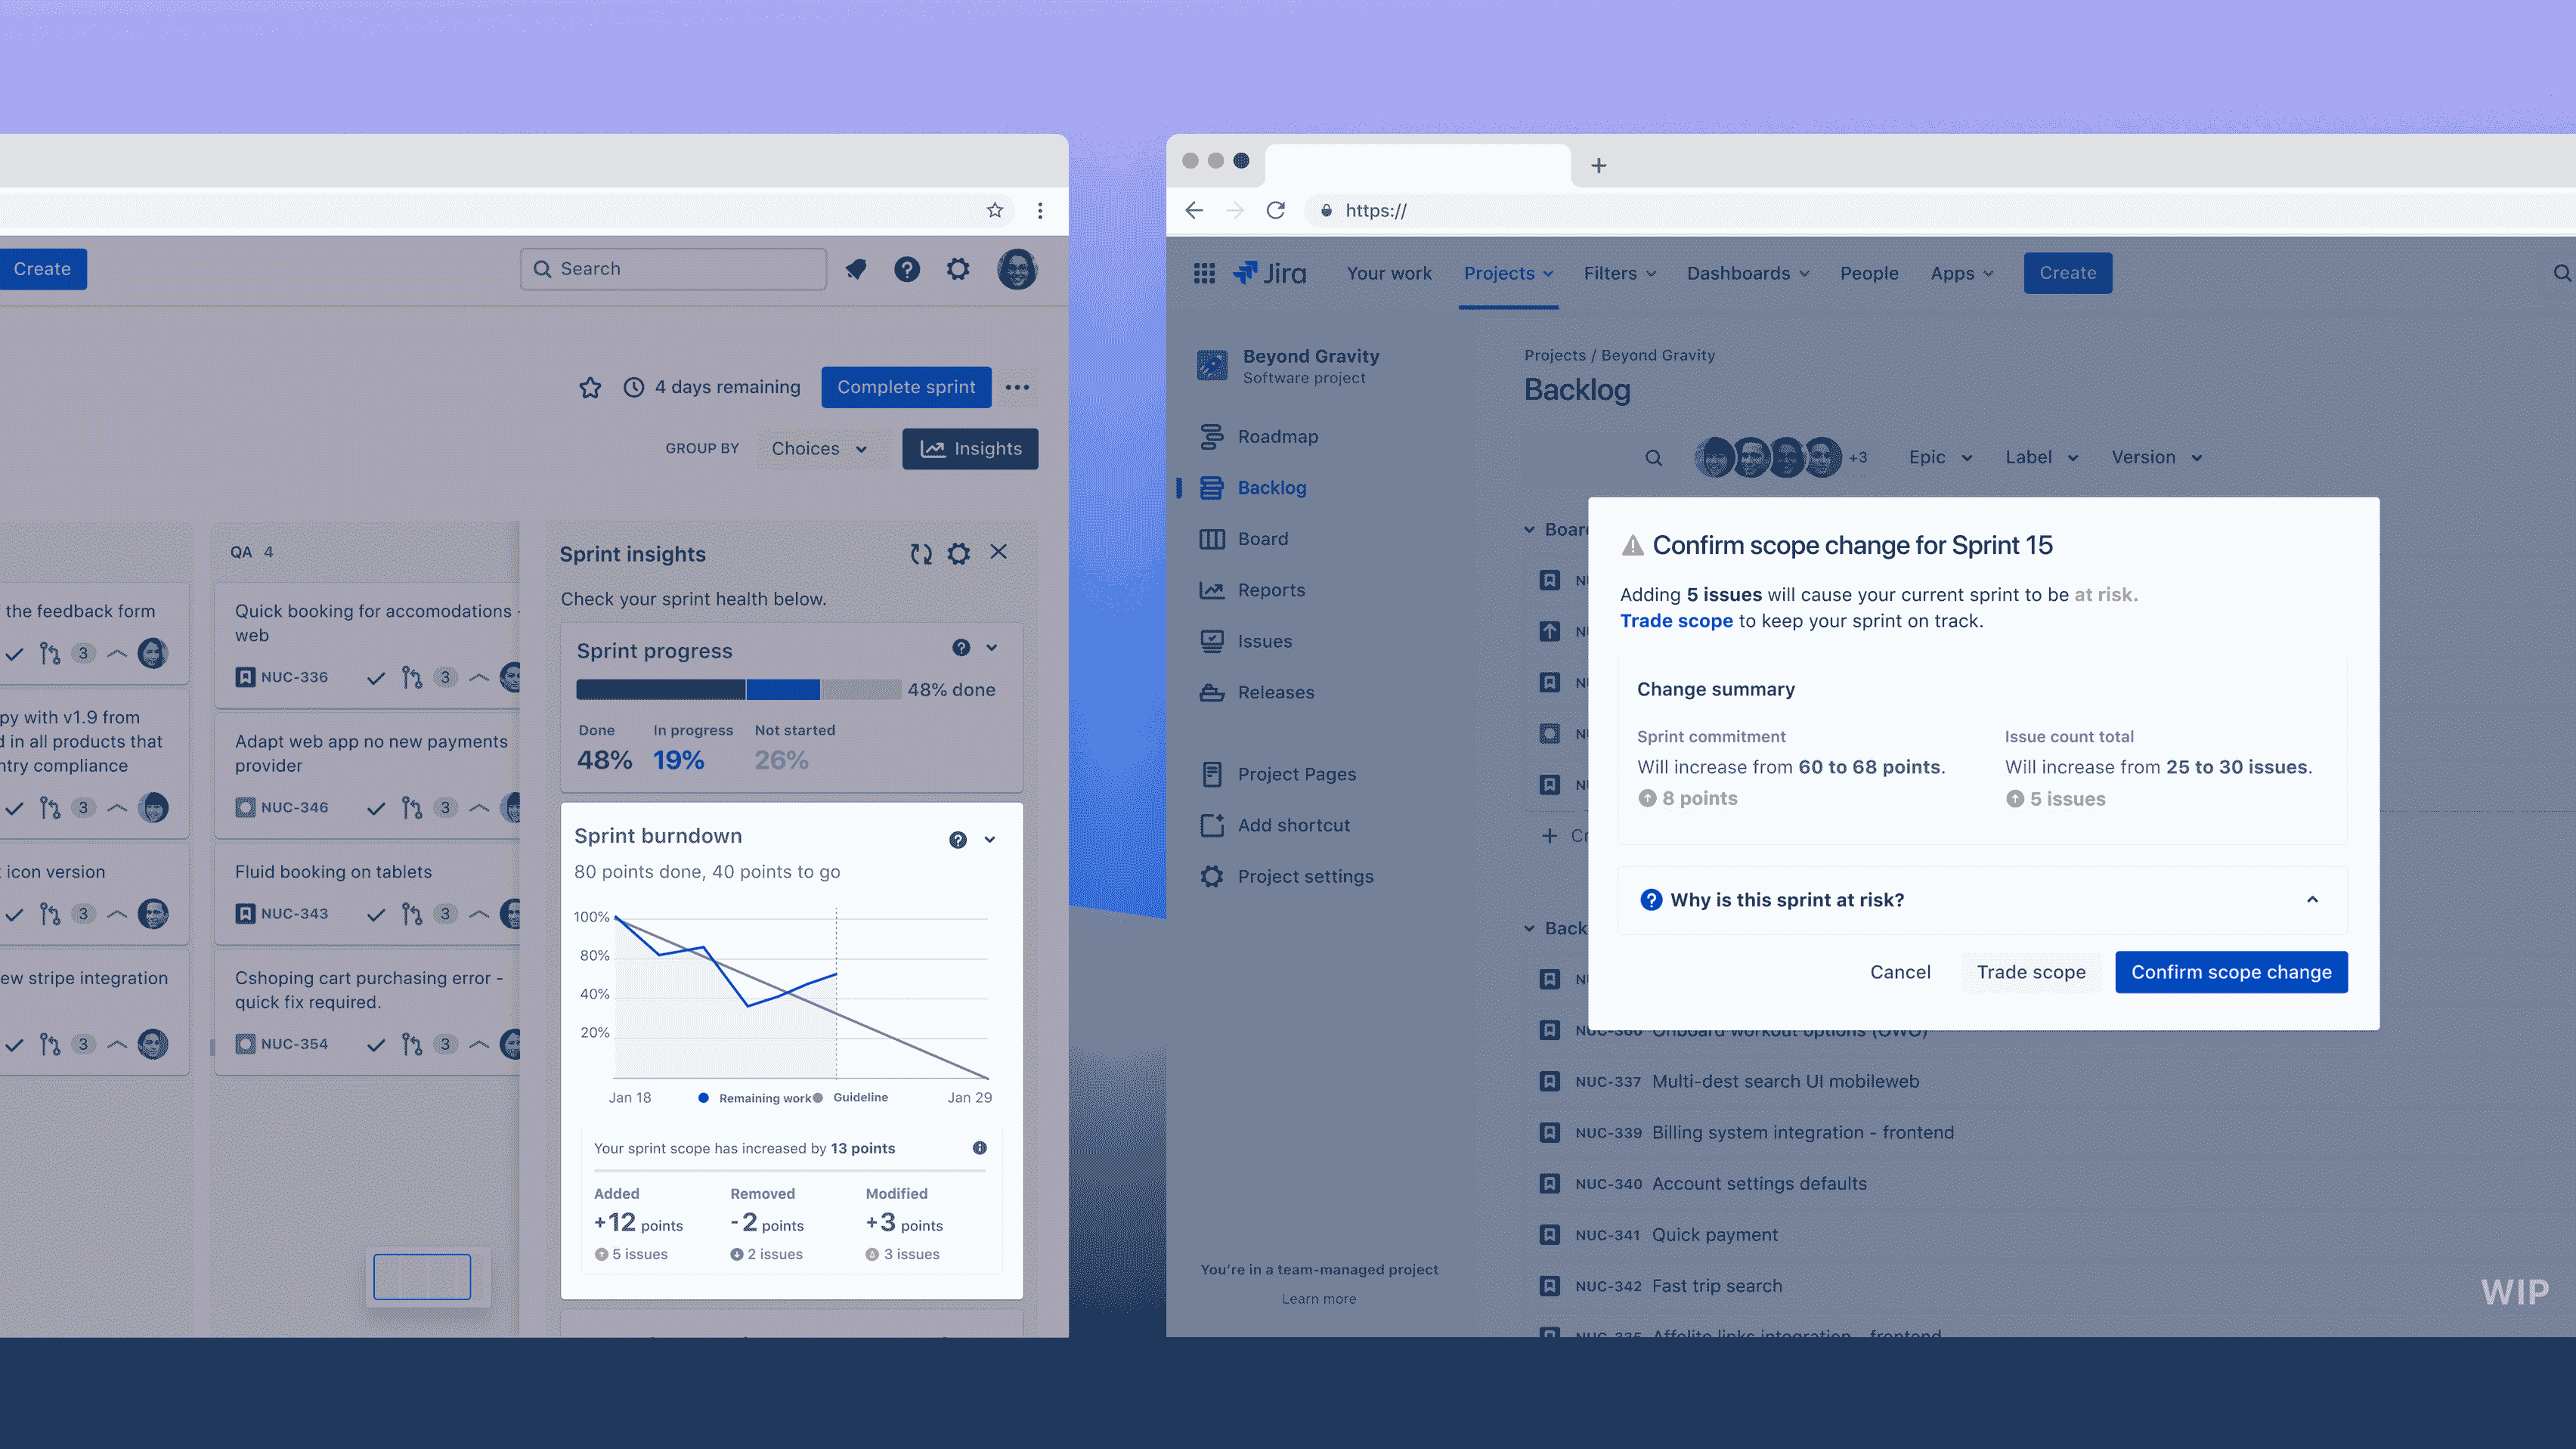 Create
Search
4 days remaining
Complete sprint
GROUP BY
Choices
Insights
the feedback form
3
py with v1.9 from
d in all products that
ntry compliance
3
icon version
3
ew stripe integration
3
QA 4
Quick booking for accomodations -
web
NUC-336
3
Adapt web app no new payments
provider
NUC-346
3
Fluid booking on tablets
NUC-343
3
Cshoping cart purchasing error -
quick fix required.
NUC-354
3
Sprint insights
Check your sprint health below.
Sprint progress
48% done
Done In progress Not started
48% 19% 26%
Sprint burndown
80 points done, 40 points to go
100%
80%
40%
20%
Jan 18 Remaining work Guideline Jan 29
Your sprint scope has increased by 13 points
Added Removed Modified
+12 points -2 points +3 points
5 issues 2 issues 3 issues
https://
Jira
Your work
Projects
Filters
Dashboards
People
Apps
Create
Beyond Gravity
Software project
Roadmap
Backlog
Board
Reports
Issues
Releases
Project Pages
Add shortcut
Project settings
You're in a team-managed project
Learn more
Projects / Beyond Gravity
Backlog
+3
Epic
Label
Version
Boar
Confirm scope change for Sprint 15
Adding 5 issues will cause your current sprint to be at risk.
Trade scope to keep your sprint on track.
Change summary
Sprint commitment
Will increase from 60 to 68 points.
8 points
Issue count total
Will increase from 25 to 30 issues.
5 issues
Why is this sprint at risk?
Cancel
Trade scope
Confirm scope change
Back
NUC-360 Onboard workout options (OWO)
NUC-337 Multi-dest search UI mobileweb
NUC-339 Billing system integration - frontend
NUC-340 Account settings defaults
NUC-341 Quick payment
NUC-342 Fast trip search
NUC-335 Affelite links integration - frontend
WIP